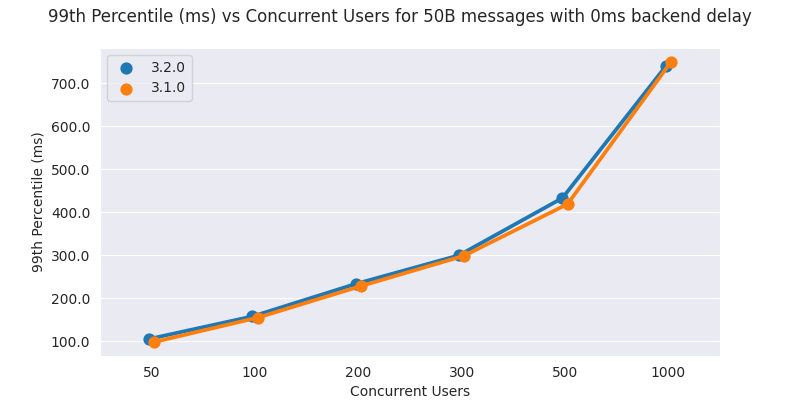 99th Percentile (ms) vs Concurrent Users for 50B messages with 0ms backend delay
3.2.0
3.1.0
700.0
600.0
500.0
400.0
300.0
200.0
100.0
99th Percentile (ms)
50 100 200 300 500 1000
Concurrent Users